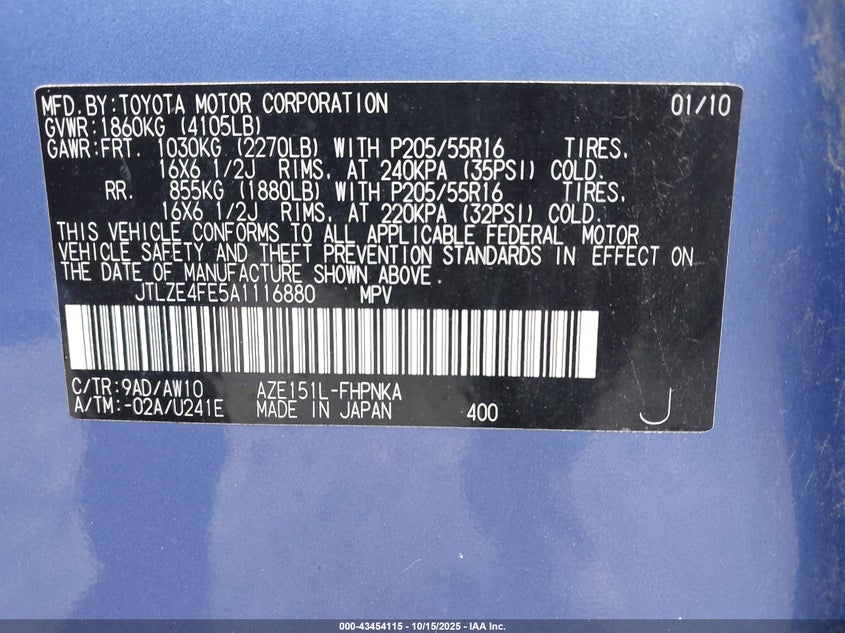 MFD.BY:TOYOTA MOTOR CORPORATION 01/10
GVWR:1860KG (4105LB)
GAWR:FRT. 1030KG (2270LB) WITH P205/55R16 TIRES,
16X6 1/2J RIMS, AT 240KPA (35PSI) COLD.
RR. 855KG (1880LB) WITH P205/55R16 TIRES,
16X6 1/2J RIMS, AT 220KPA (32PSI) COLD.
THIS VEHICLE CONFORMS TO ALL APPLICABLE FEDERAL MOTOR
VEHICLE SAFETY AND THEFT PREVENTION STANDARDS IN EFFECT ON
THE DATE OF MANUFACTURE SHOWN ABOVE.
JTLZE4FE5A1116880 MPV
C/TR:9AD/AW10 AZE151L-FHPNKA
A/TM:-02A/U241E MADE IN JAPAN 400 J
000-43454115 - 10/15/2025 - IAA Inc.